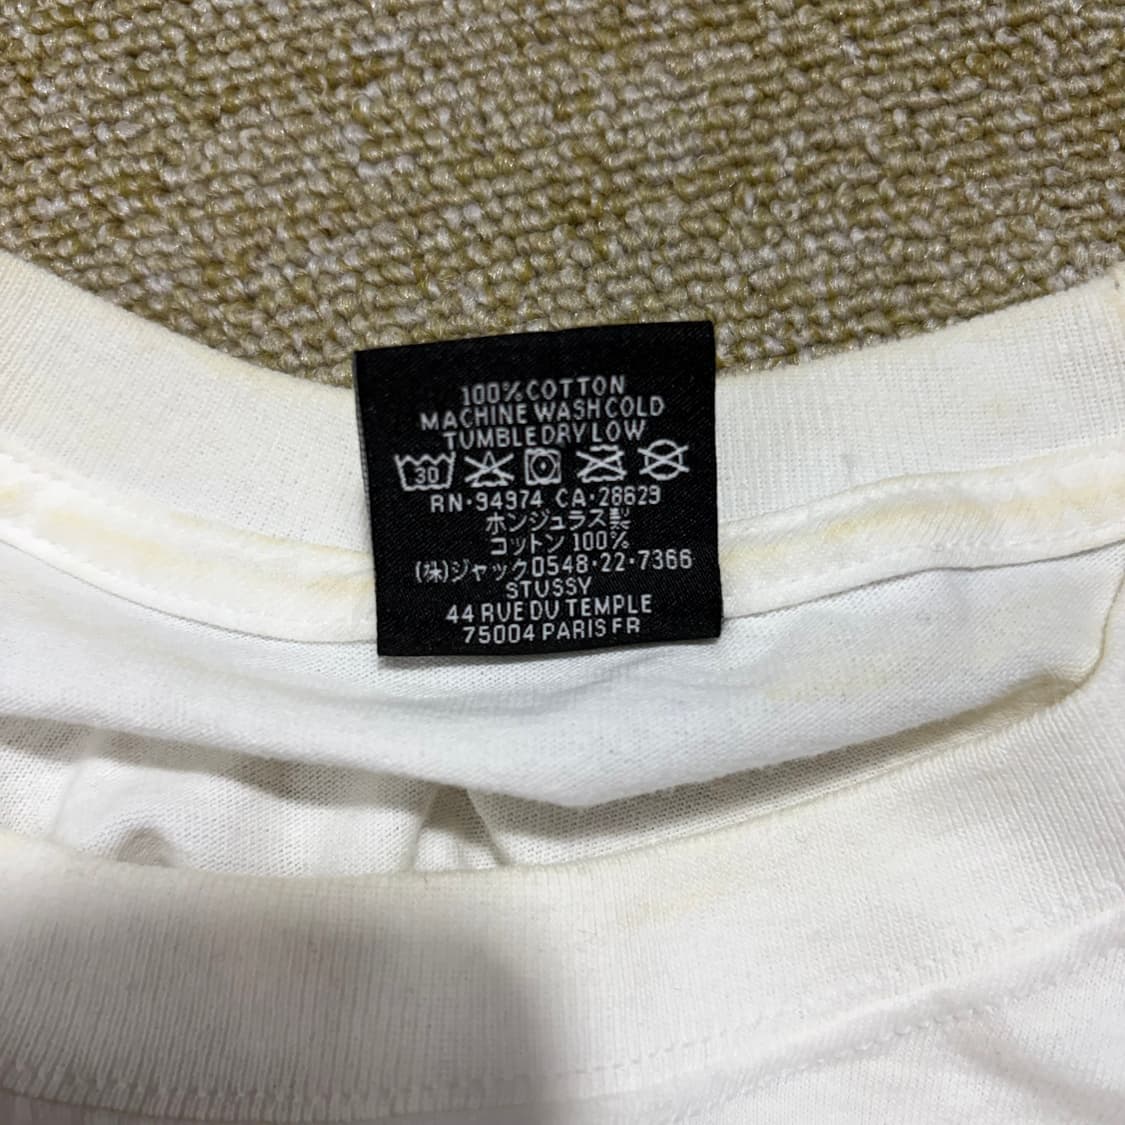 100% COTTON
MACHINE WASH COLD
TUMBLE DRY LOW
30
RN·94974 CA·28629
ホンジュラス製
コットン 100%
(株)ジャック0548·22·7366
STUSSY
44 RUE DU TEMPLE
75004 PARIS FR